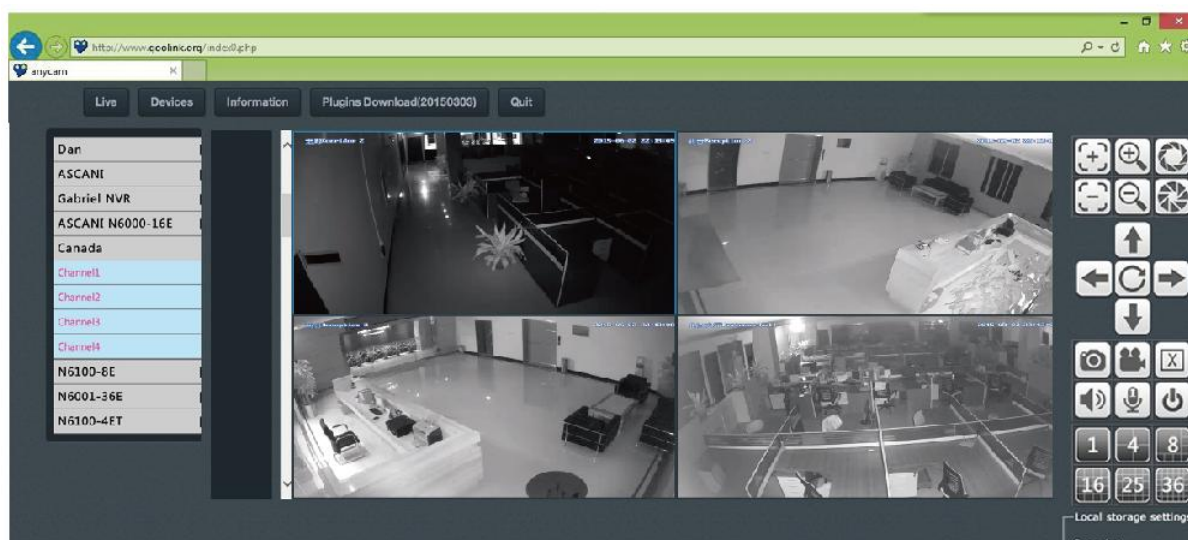 http://www.qoolink.org/index0.php
anycam
Live Devices Information Plugins Download(20150303) Quit
Dan
ASCANI
Gabriel NVR
ASCANI N6000-16E
Canada
Channel1
Channel2
Channel3
Channel4
N6100-8E
N6001-36E
N6100-4ET
X
1 4 8
16 25 36
Local storage settings